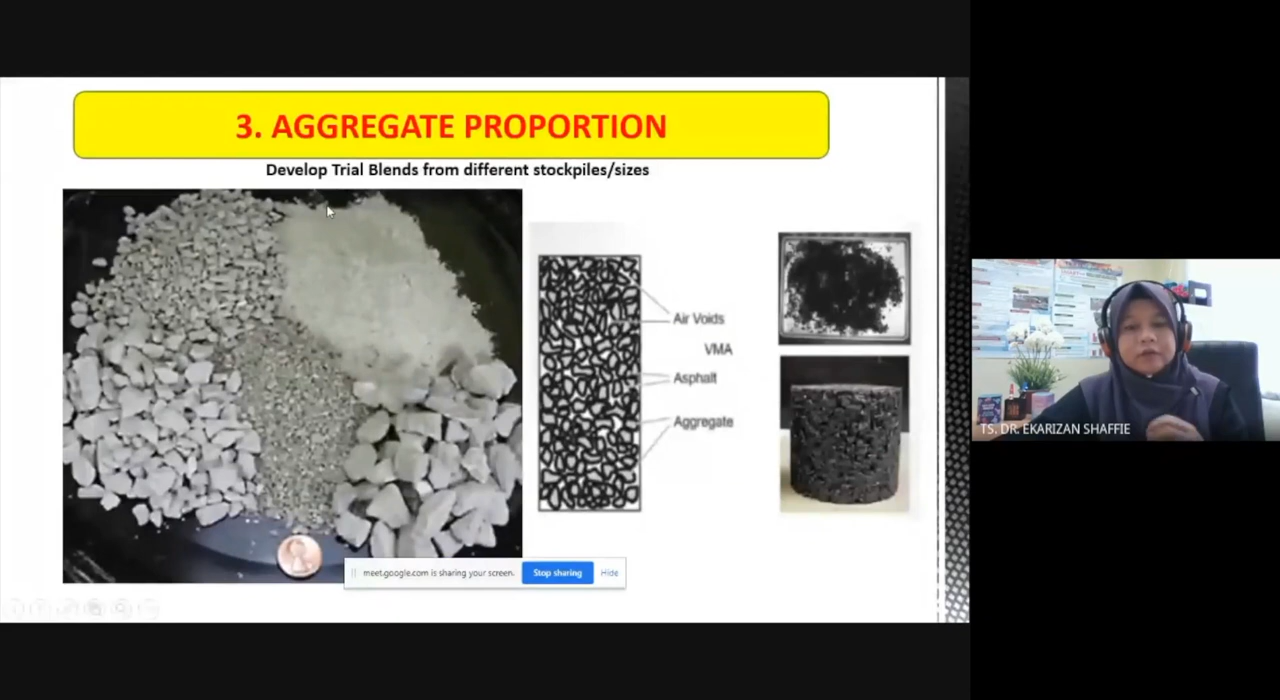 3. AGGREGATE PROPORTION
Develop Trial Blends from different stockpiles/sizes
Air Voids
VMA
Asphalt
Aggregate
meet.google.com is sharing your screen.
Stop sharing
Hide
TS. DR. EKARIZAN SHAFFIE